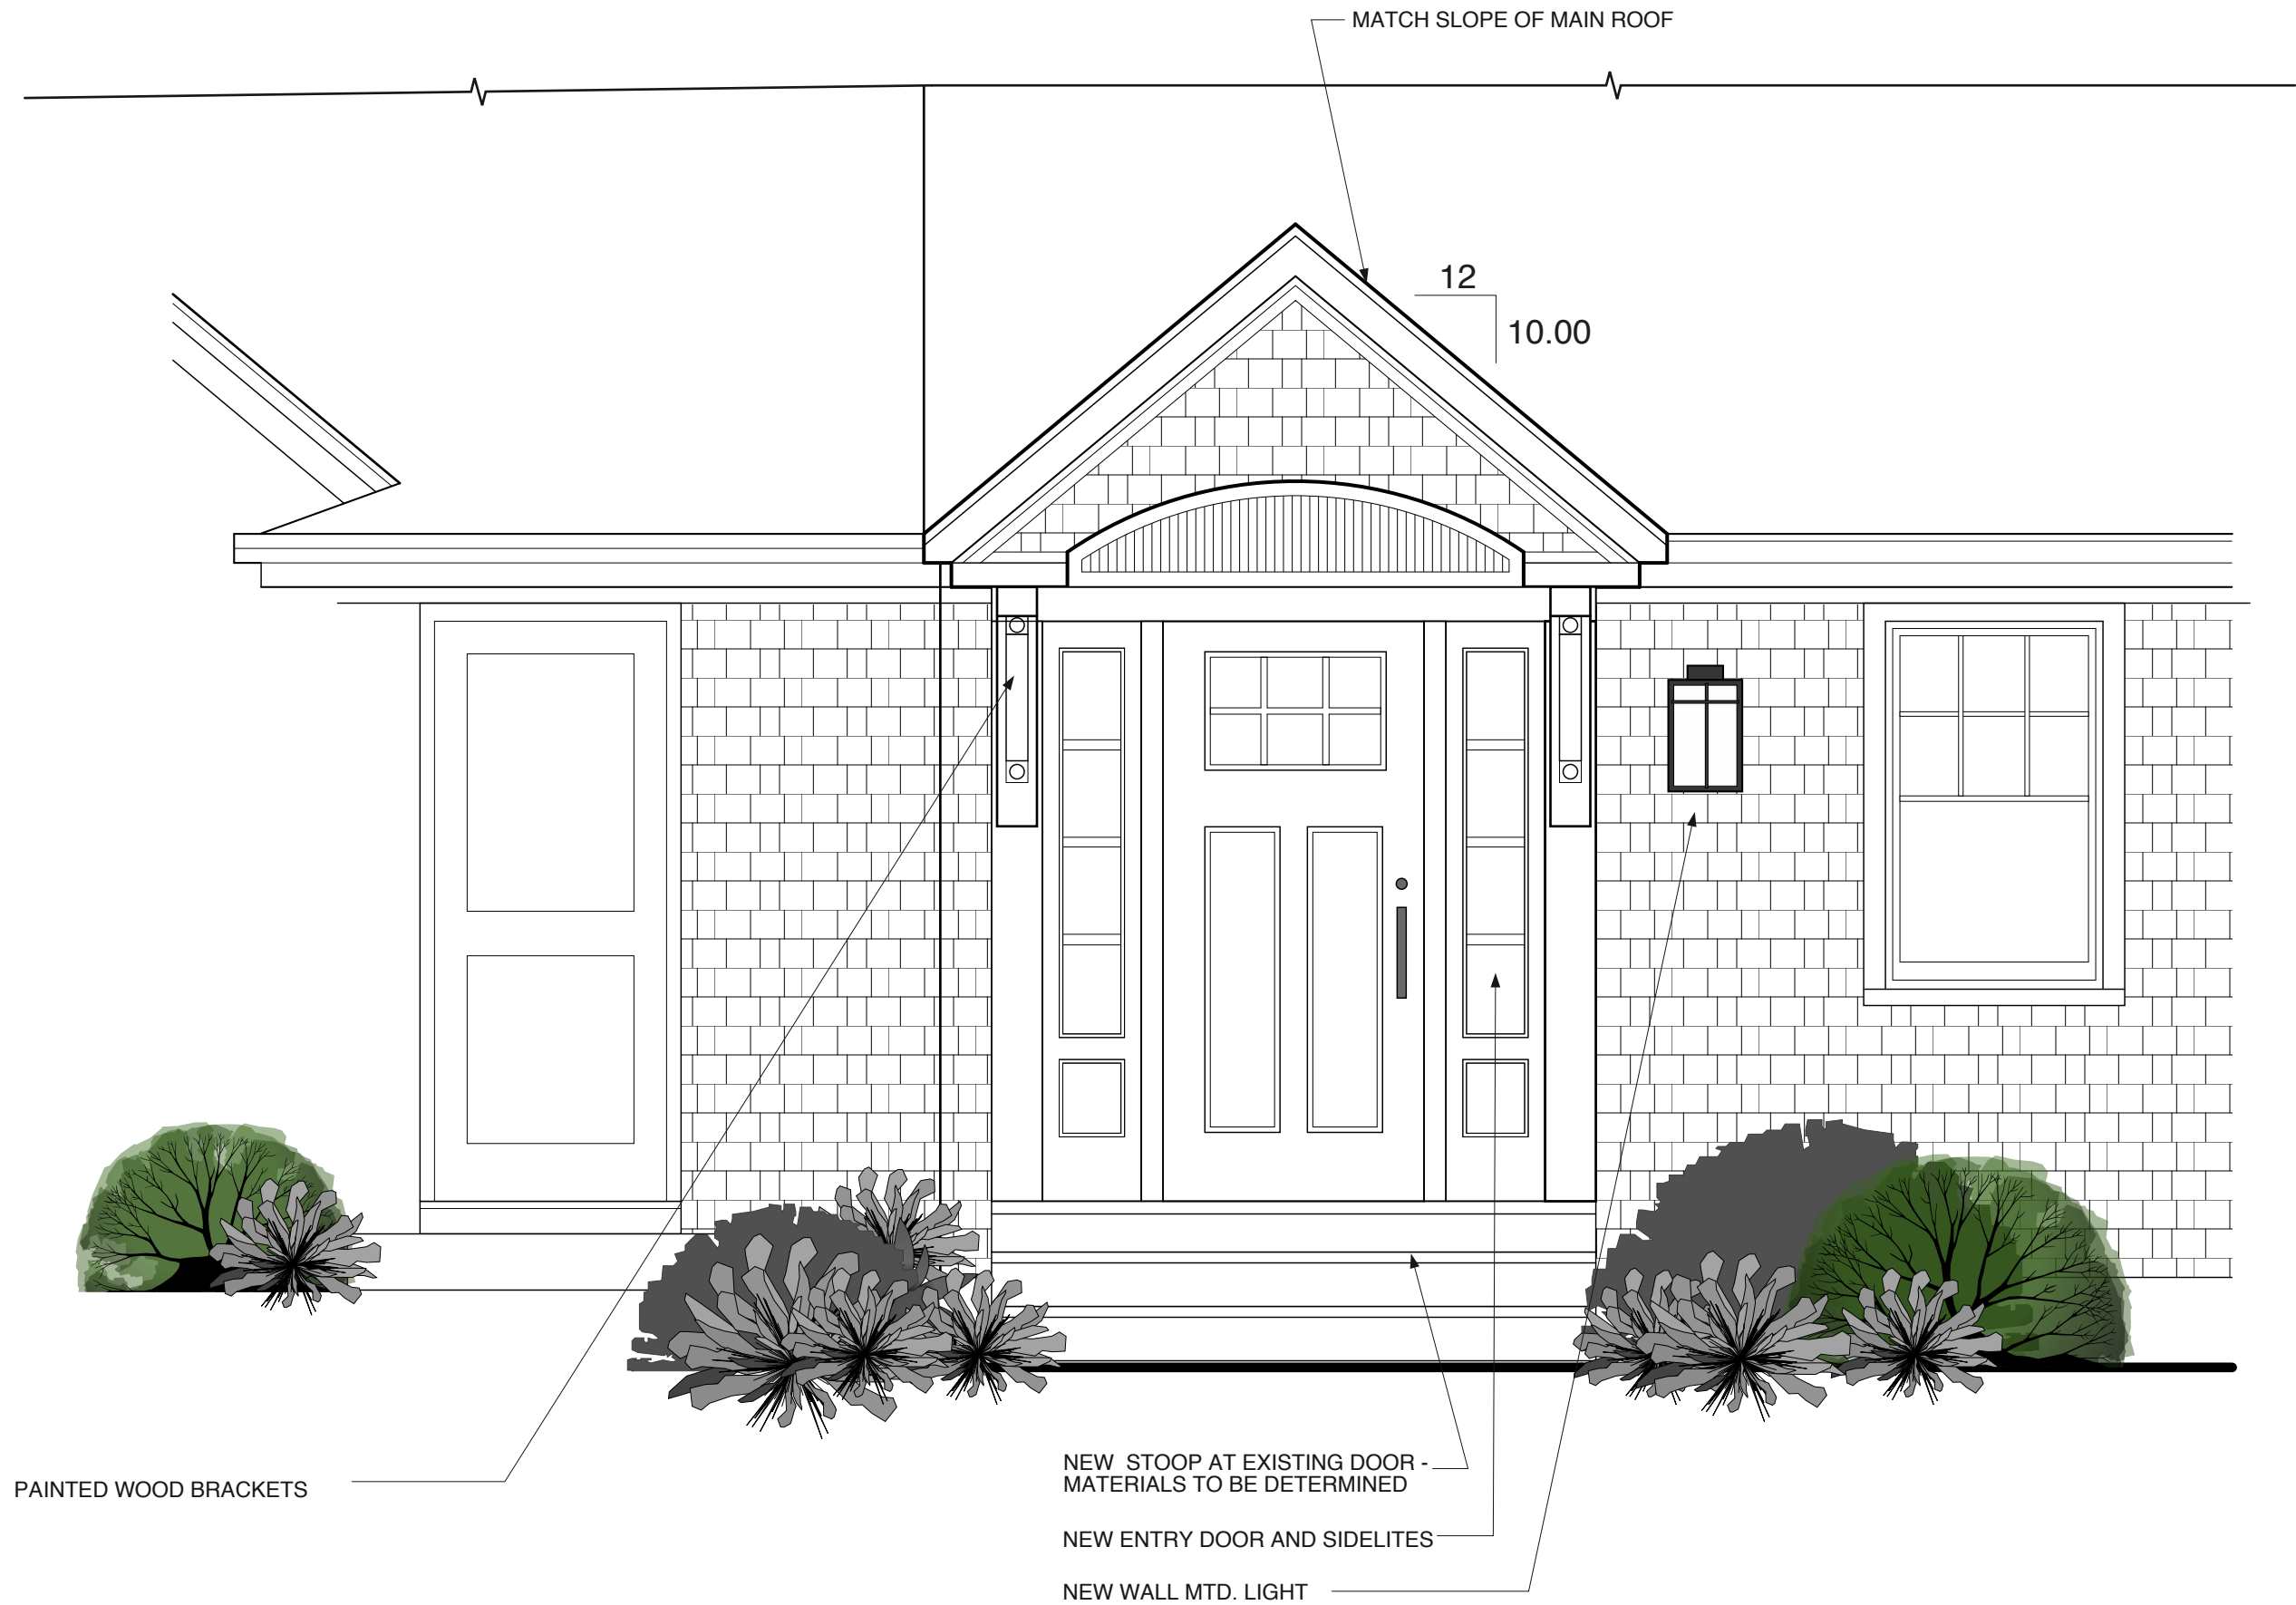 MATCH SLOPE OF MAIN ROOF
12
10.00
PAINTED WOOD BRACKETS
NEW STOOP AT EXISTING DOOR -
MATERIALS TO BE DETERMINED
NEW ENTRY DOOR AND SIDELITES
NEW WALL MTD. LIGHT